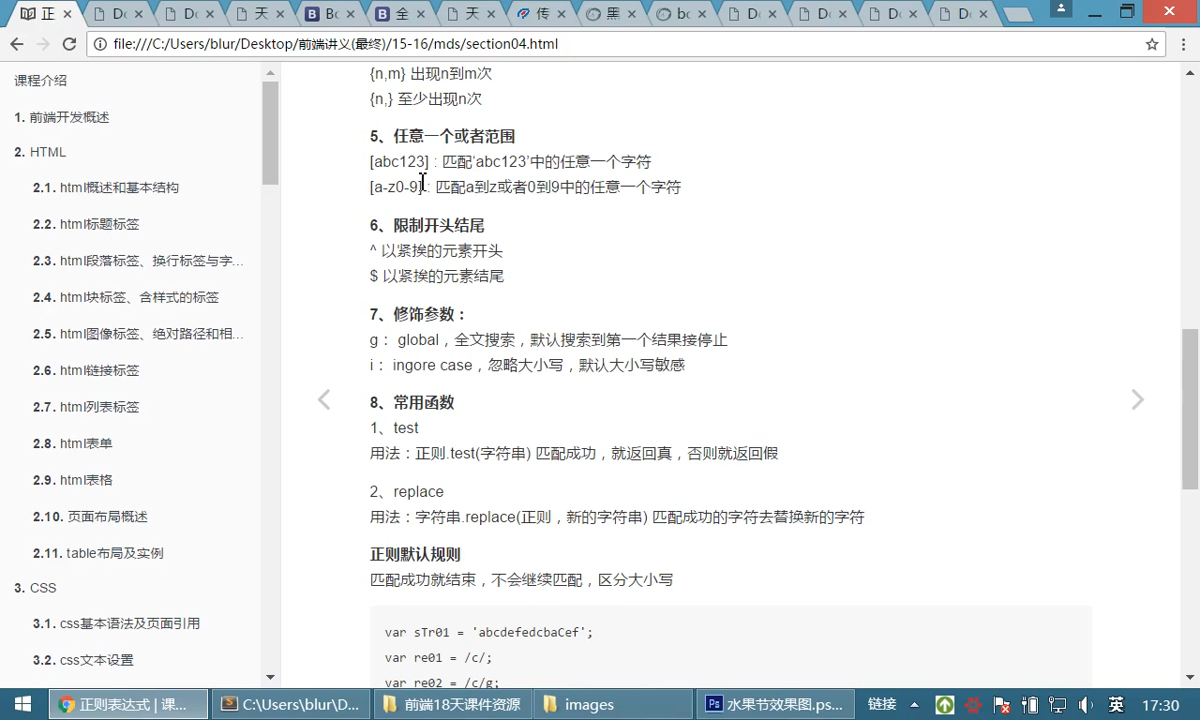 正
Do
Do
天
Bo
全
天
传
黑
bo
Do
Do
Do
Do
file:///C:/Users/blur/Desktop/前端讲义(最终)/15-16/mds/section04.html
课程介绍
1. 前端开发概述
2. HTML
2.1. html概述和基本结构
2.2. html标题标签
2.3. html段落标签、换行标签与字...
2.4. html块标签、含样式的标签
2.5. html图像标签、绝对路径和相...
2.6. html链接标签
2.7. html列表标签
2.8. html表单
2.9. html表格
2.10. 页面布局概述
2.11. table布局及实例
3. CSS
3.1. css基本语法及页面引用
3.2. css文本设置
{n,m} 出现n到m次
{n,} 至少出现n次
5、任意一个或者范围
[abc123] : 匹配‘abc123’中的任意一个字符
[a-z0-9] : 匹配a到z或者0到9中的任意一个字符
6、限制开头结尾
^ 以紧挨的元素开头
$ 以紧挨的元素结尾
7、修饰参数：
g： global，全文搜索，默认搜索到第一个结果接停止
i： ingore case，忽略大小写，默认大小写敏感
8、常用函数
1、test
用法：正则.test(字符串) 匹配成功，就返回真，否则就返回假
2、replace
用法：字符串.replace(正则，新的字符串) 匹配成功的字符去替换新的字符
正则默认规则
匹配成功就结束，不会继续匹配，区分大小写
var sTr01 = 'abcdefedcbaCef';
var re01 = /c/;
var re02 = /c/g;
正则表达式 | 课...
C:\Users\blur\D...
前端18天课件资源
images
水果节效果图.ps...
链接
英
17:30